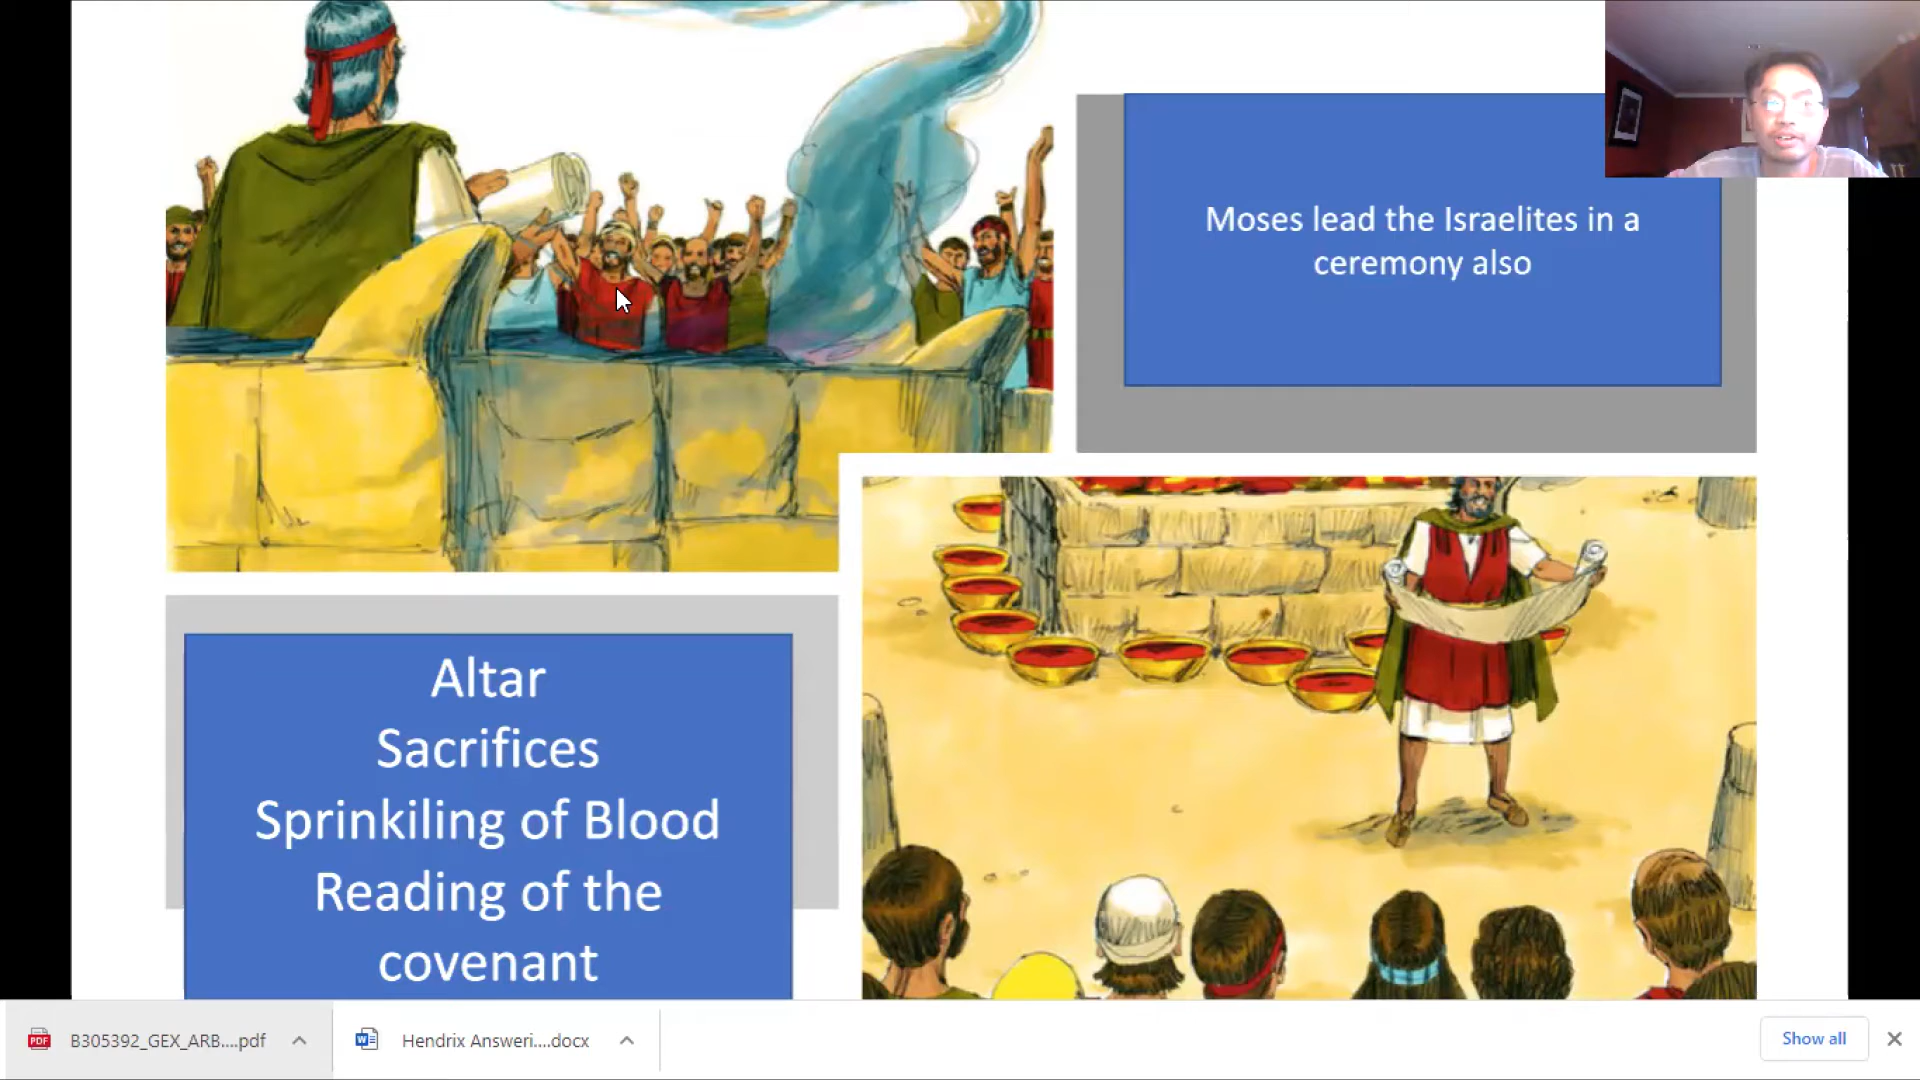 Moses lead the Israelites in a
ceremony also
Altar
Sacrifices
Sprinkiling of Blood
Reading of the
covenant
B305392_GEX_ARB....pdf
Hendrix Answeri....docx
Show all